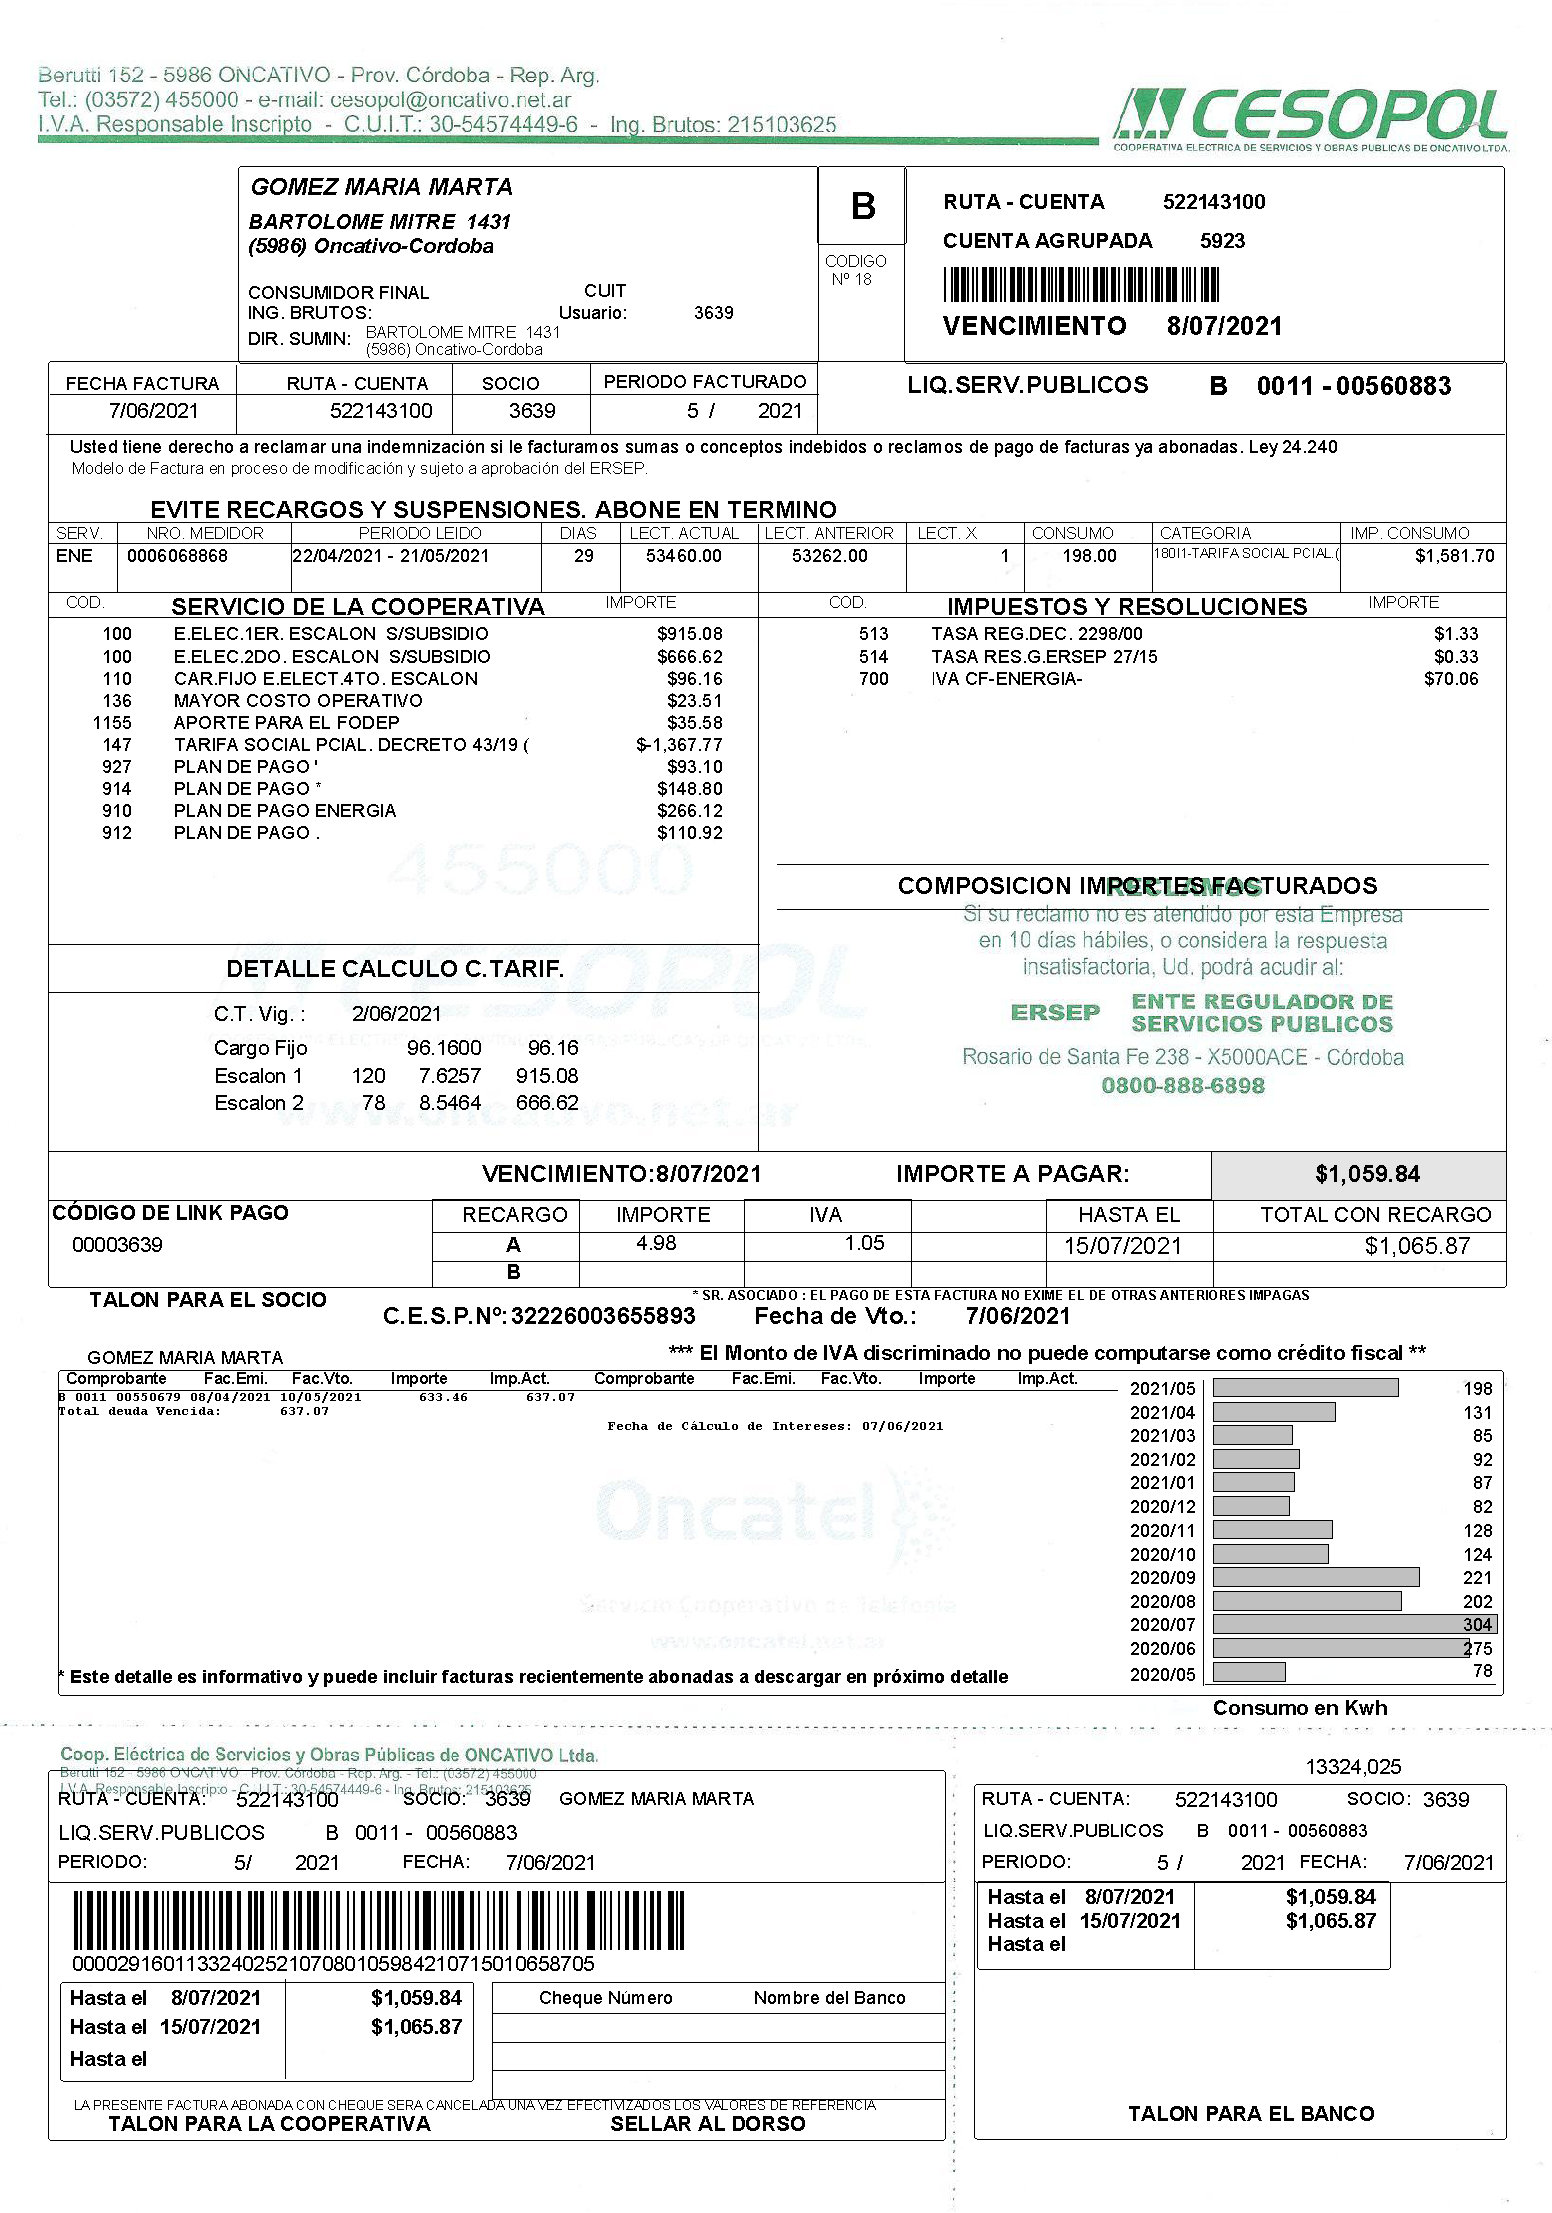 Berutti 152 - 5986 ONCATIVO - Prov. Córdoba - Rep. Arg.
Tel.: (03572) 455000 - e-mail: cesopol@oncativo.net.ar
I.V.A. Responsable Inscripto - C.U.I.T.: 30-54574449-6 - Ing. Brutos: 215103625
CESOPOL
COOPERATIVA ELECTRICA DE SERVICIOS Y OBRAS PUBLICAS DE ONCATIVO LTDA.
GOMEZ MARIA MARTA
BARTOLOME MITRE 1431
(5986) Oncativo-Cordoba
CONSUMIDOR FINAL CUIT
ING. BRUTOS: Usuario: 3639
DIR. SUMIN: BARTOLOME MITRE 1431
(5986) Oncativo-Cordoba
B
CODIGO
Nº 18
RUTA - CUENTA 522143100
CUENTA AGRUPADA 5923
VENCIMIENTO 8/07/2021
FECHA FACTURA RUTA - CUENTA SOCIO PERIODO FACTURADO
7/06/2021 522143100 3639 5 / 2021
LIQ.SERV.PUBLICOS B 0011 - 00560883
Usted tiene derecho a reclamar una indemnización si le facturamos sumas o conceptos indebidos o reclamos de pago de facturas ya abonadas. Ley 24.240
Modelo de Factura en proceso de modificación y sujeto a aprobación del ERSEP.
EVITE RECARGOS Y SUSPENSIONES. ABONE EN TERMINO
SERV. NRO. MEDIDOR PERIODO LEIDO DIAS LECT. ACTUAL LECT. ANTERIOR LECT. X CONSUMO CATEGORIA IMP. CONSUMO
ENE 0006068868 22/04/2021 - 21/05/2021 29 53460.00 53262.00 1 198.00 180I1-TARIFA SOCIAL PCIAL.( $1,581.70
COD. SERVICIO DE LA COOPERATIVA IMPORTE
100 E.ELEC.1ER. ESCALON S/SUBSIDIO $915.08
100 E.ELEC.2DO. ESCALON S/SUBSIDIO $666.62
110 CAR.FIJO E.ELECT.4TO. ESCALON $96.16
136 MAYOR COSTO OPERATIVO $23.51
1155 APORTE PARA EL FODEP $35.58
147 TARIFA SOCIAL PCIAL. DECRETO 43/19 ( $-1,367.77
927 PLAN DE PAGO ' $93.10
914 PLAN DE PAGO * $148.80
910 PLAN DE PAGO ENERGIA $266.12
912 PLAN DE PAGO . $110.92
COD. IMPUESTOS Y RESOLUCIONES IMPORTE
513 TASA REG.DEC. 2298/00 $1.33
514 TASA RES.G.ERSEP 27/15 $0.33
700 IVA CF-ENERGIA- $70.06
455000
CESOPOL
www.oncativo.net.ar
COMPOSICION IMPORTES FACTURADOS
RECLAMOS
Si su reclamo no es atendido por esta Empresa
en 10 días hábiles, o considera la respuesta
insatisfactoria, Ud. podrá acudir al:
ERSEP ENTE REGULADOR DE
SERVICIOS PUBLICOS
Rosario de Santa Fe 238 - X5000ACE - Córdoba
0800-888-6898
DETALLE CALCULO C.TARIF.
C.T. Vig. : 2/06/2021
Cargo Fijo 96.1600 96.16
Escalon 1 120 7.6257 915.08
Escalon 2 78 8.5464 666.62
VENCIMIENTO:8/07/2021 IMPORTE A PAGAR: $1,059.84
CÓDIGO DE LINK PAGO
00003639
RECARGO IMPORTE IVA HASTA EL TOTAL CON RECARGO
A 4.98 1.05 15/07/2021 $1,065.87
B
TALON PARA EL SOCIO
* SR. ASOCIADO : EL PAGO DE ESTA FACTURA NO EXIME EL DE OTRAS ANTERIORES IMPAGAS
C.E.S.P.Nº: 32226003655893 Fecha de Vto.: 7/06/2021
GOMEZ MARIA MARTA
*** El Monto de IVA discriminado no puede computarse como crédito fiscal **
Comprobante Fac.Emi. Fac.Vto. Importe Imp.Act. Comprobante Fac.Emi. Fac.Vto. Importe Imp.Act.
B 0011 00550679 08/04/2021 10/05/2021 633.46 637.07
Total deuda Vencida: 637.07
Fecha de Cálculo de Intereses: 07/06/2021
Oncatel
Servicio Cooperativo de Telefonía
www.oncatel.net.ar
2021/05 198
2021/04 131
2021/03 85
2021/02 92
2021/01 87
2020/12 82
2020/11 128
2020/10 124
2020/09 221
2020/08 202
2020/07 304
2020/06 275
2020/05 78
* Este detalle es informativo y puede incluir facturas recientemente abonadas a descargar en próximo detalle
Consumo en Kwh
Coop. Eléctrica de Servicios y Obras Públicas de ONCATIVO Ltda.
Berutti 152 - 5986 ONCATIVO - Prov. Córdoba - Rep. Arg. - Tel.: (03572) 455000
I.V.A. Responsable Inscripto - C.U.I.T.: 30-54574449-6 - Ing. Brutos: 215103625
RUTA - CUENTA: 522143100 SOCIO: 3639 GOMEZ MARIA MARTA
LIQ.SERV.PUBLICOS B 0011 - 00560883
PERIODO: 5/ 2021 FECHA: 7/06/2021
00002916011332402521070801059842107150106 58705
Hasta el 8/07/2021 $1,059.84
Hasta el 15/07/2021 $1,065.87
Hasta el
Cheque Número Nombre del Banco
LA PRESENTE FACTURA ABONADA CON CHEQUE SERA CANCELADA UNA VEZ EFECTIVIZADOS LOS VALORES DE REFERENCIA
TALON PARA LA COOPERATIVA SELLAR AL DORSO
13324,025
RUTA - CUENTA: 522143100 SOCIO: 3639
LIQ.SERV.PUBLICOS B 0011 - 00560883
PERIODO: 5 / 2021 FECHA: 7/06/2021
Hasta el 8/07/2021 $1,059.84
Hasta el 15/07/2021 $1,065.87
Hasta el
TALON PARA EL BANCO